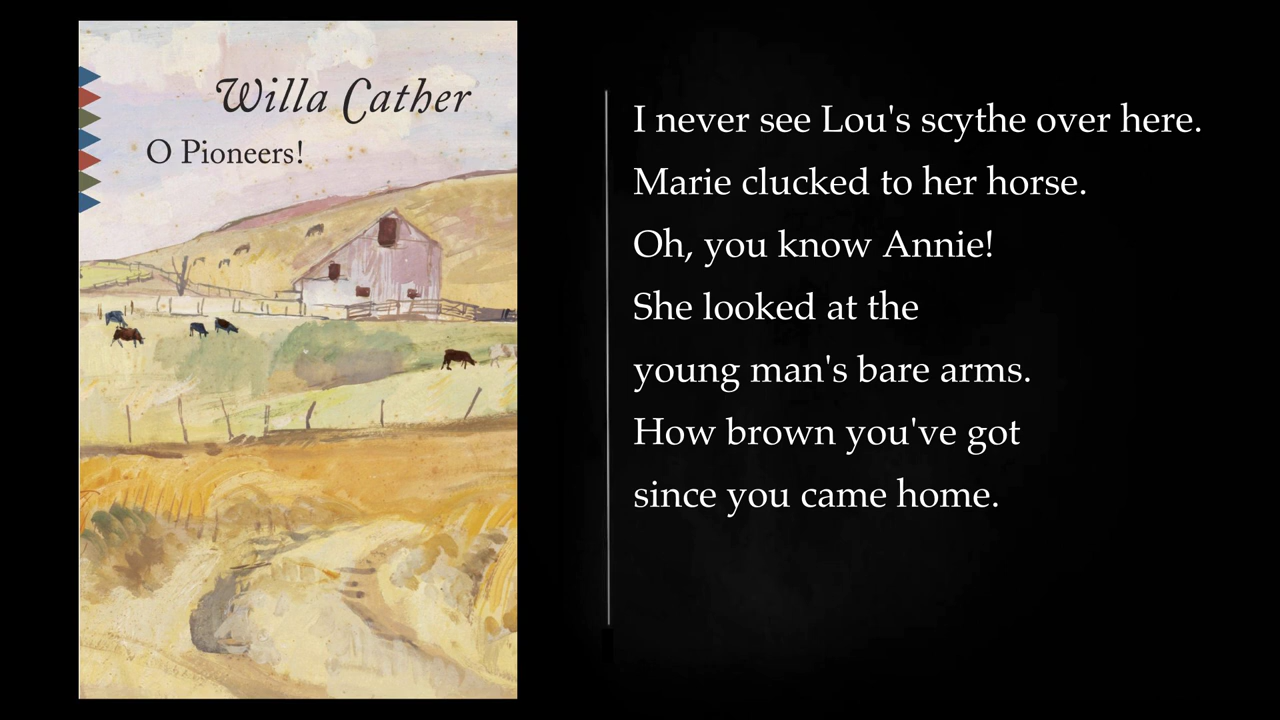 Willa Cather
O Pioneers!
I never see Lou's scythe over here.
Marie clucked to her horse.
Oh, you know Annie!
She looked at the
young man's bare arms.
How brown you've got
since you came home.